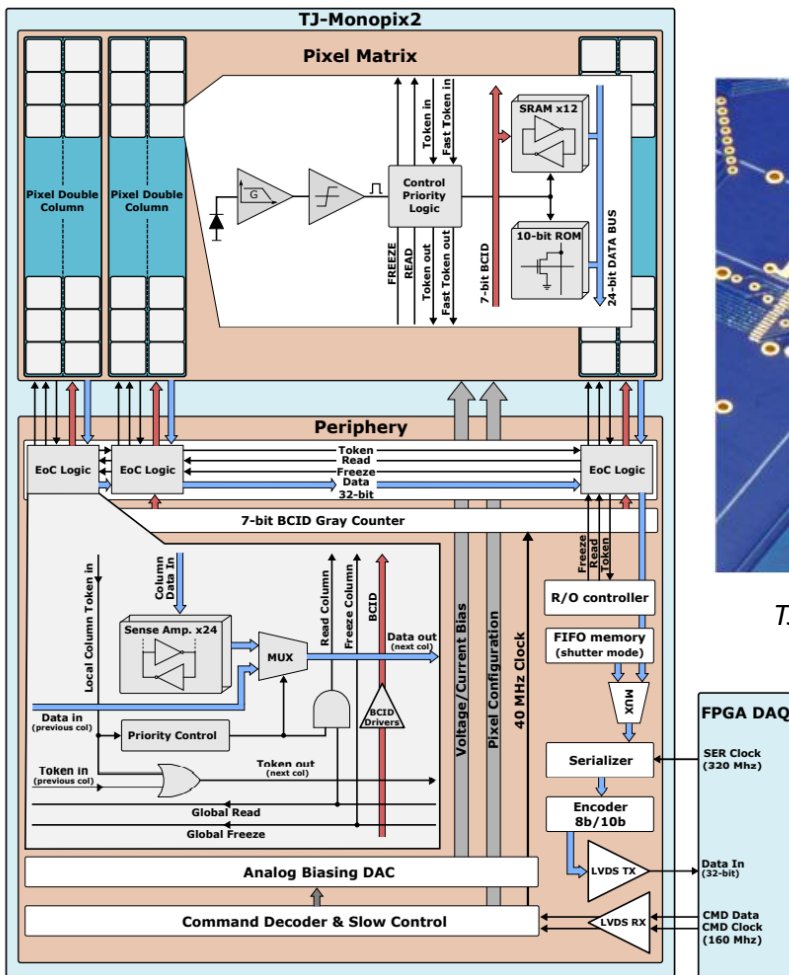 TJ-Monopix2
Pixel Matrix
Pixel Double
Column
Pixel Double
Column
G
Token in
Fast Token in
Control
Priority
Logic
FREEZE
READ
Token out
Fast Token out
7-bit BCID
SRAM x12
10-bit ROM
24-bit DATA BUS
Periphery
EoC Logic
EoC Logic
EoC Logic
Token
Read
Freeze
Data
32-bit
7-bit BCID Gray Counter
Freeze
Read
Token
Local Column Token in
Column
Data In
Read Column
Freeze Column
BCID
Sense Amp. x24
MUX
Data out
(next col)
Data in
(previous col)
Priority Control
BCID
Drivers
Token in
(previous col)
Token out
(next col)
Global Read
Global Freeze
Voltage/Current Bias
Pixel Configuration
40 MHz Clock
R/O controller
FIFO memory
(shutter mode)
MUX
Serializer
Encoder
8b/10b
LVDS TX
LVDS RX
Analog Biasing DAC
Command Decoder & Slow Control
TJ
FPGA DAQ
SER Clock
(320 Mhz)
Data In
(32-bit)
CMD Data
CMD Clock
(160 Mhz)